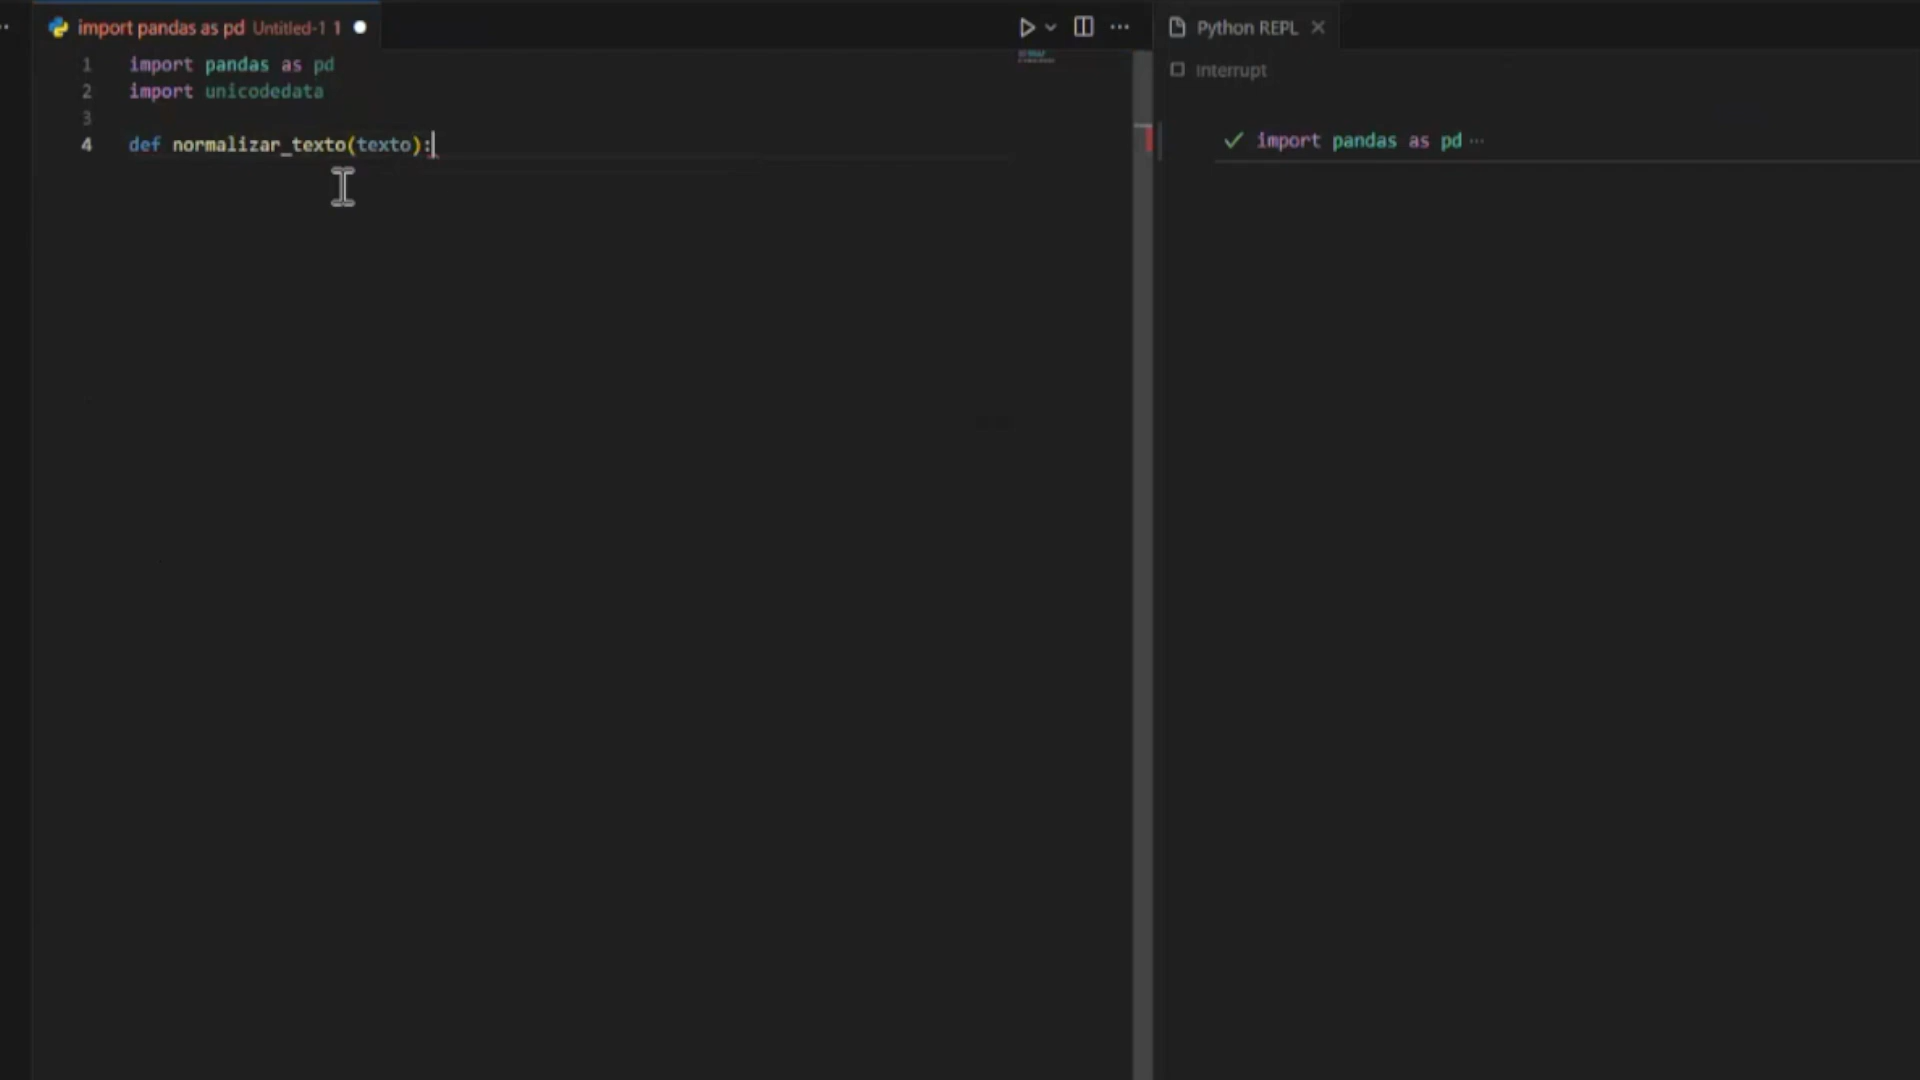 import pandas as pd Untitled-1 1
Python REPL
Interrupt
1 import pandas as pd
2 import unicodedata
3
4 def normalizar_texto(texto):
import pandas as pd ...